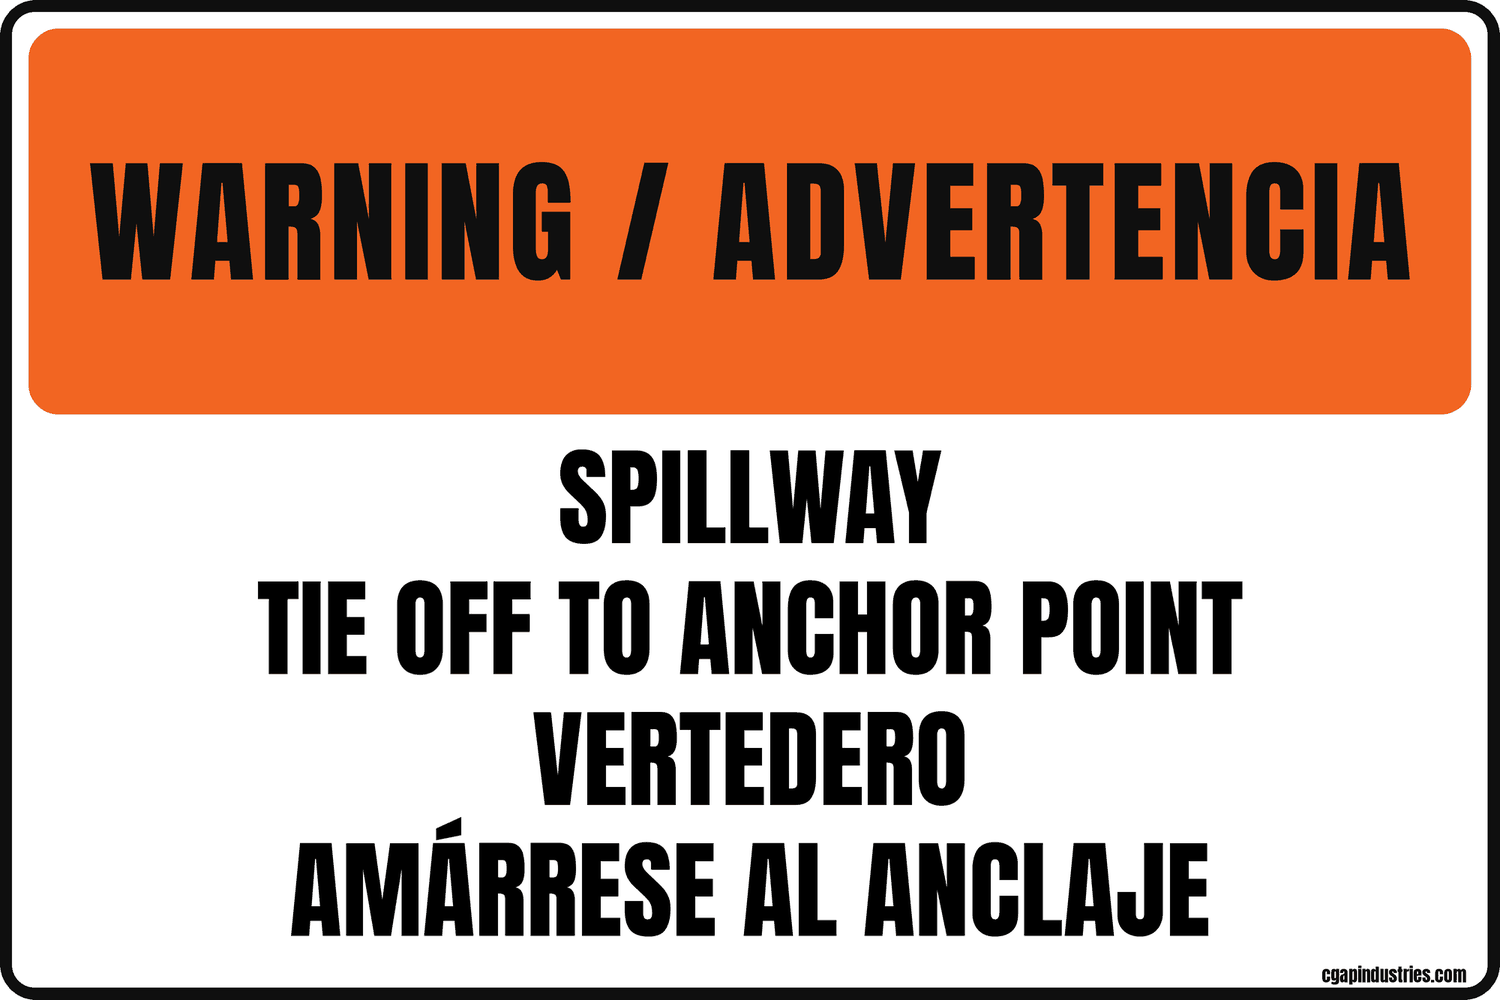 WARNING / ADVERTENCIA
SPILLWAY
TIE OFF TO ANCHOR POINT
VERTEDERO
AMÁRRESE AL ANCLAJE
cgapindustries.com